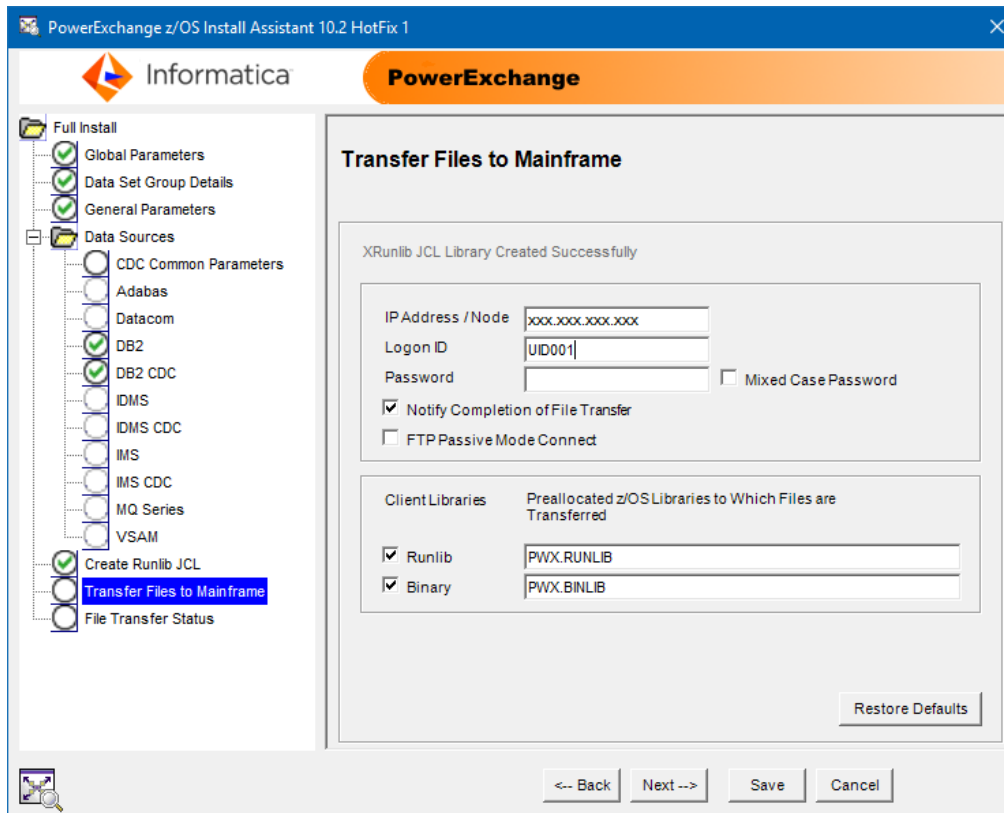 PowerExchange z/OS Install Assistant 10.2 HotFix 1
Informatica
PowerExchange
Full Install
Global Parameters
Data Set Group Details
General Parameters
Data Sources
CDC Common Parameters
Adabas
Datacom
DB2
DB2 CDC
IDMS
IDMS CDC
IMS
IMS CDC
MQ Series
VSAM
Create Runlib JCL
Transfer Files to Mainframe
File Transfer Status
Transfer Files to Mainframe
XRunlib JCL Library Created Successfully
IP Address / Node xxx.xxx.xxx.xxx
Logon ID UID001
Password Mixed Case Password
Notify Completion of File Transfer
FTP Passive Mode Connect
Client Libraries Preallocated z/OS Libraries to Which Files are
Transferred
Runlib PWX.RUNLIB
Binary PWX.BINLIB
Restore Defaults
<-- Back Next --> Save Cancel